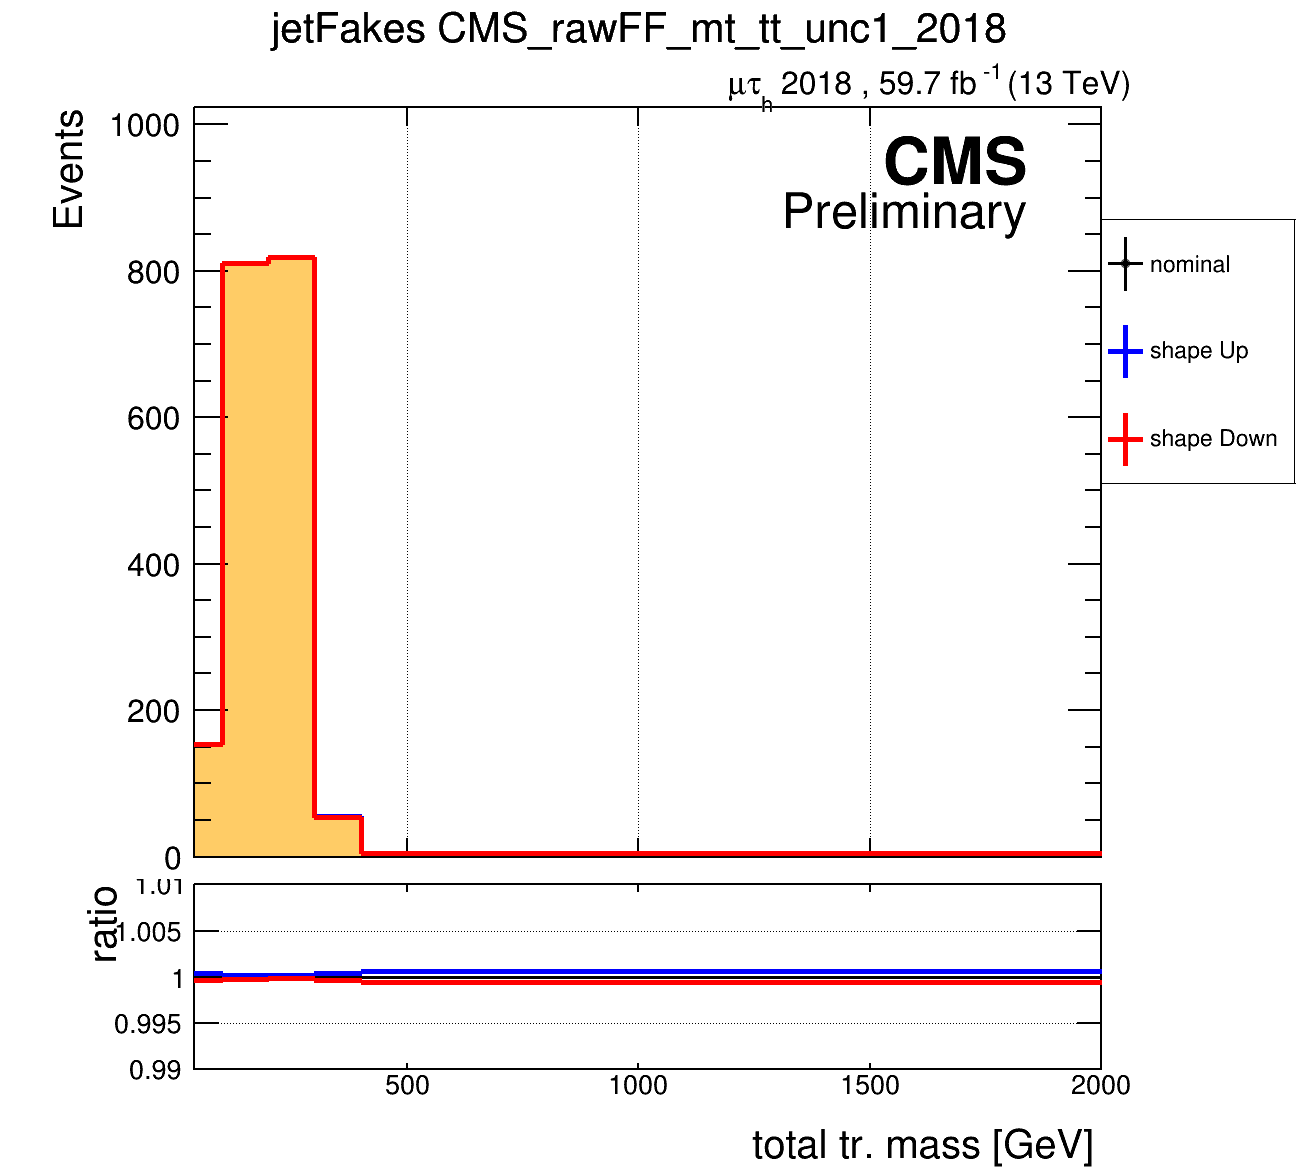 jetFakes CMS_rawFF_mt_tt_unc1_2018
μτh 2018 , 59.7 fb-1 (13 TeV)
Events
1000
800
600
400
200
0
CMS
Preliminary
nominal
shape Up
shape Down
ratio
1.01
1.005
1
0.995
0.99
500 1000 1500 2000
total tr. mass [GeV]